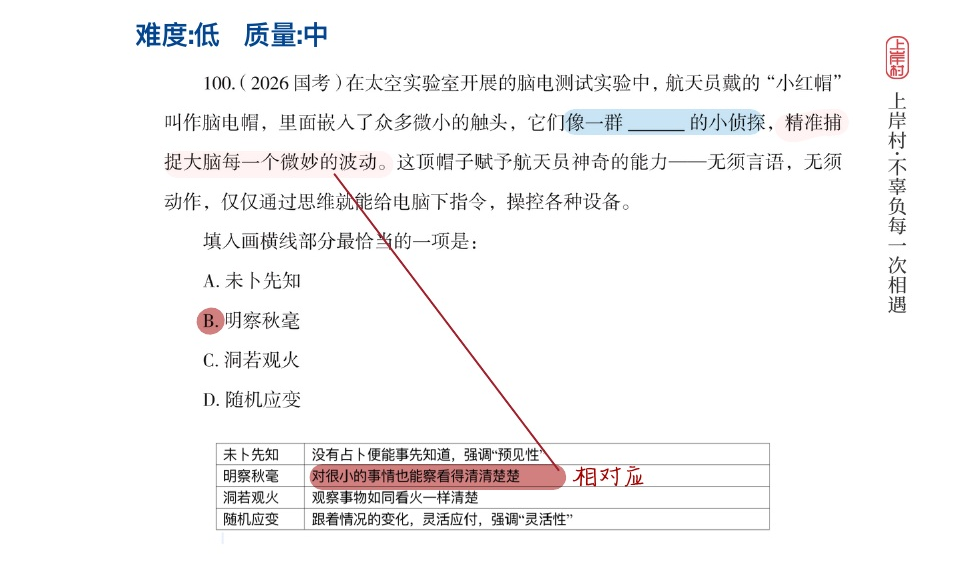 难度:低 质量:中
100.（2026国考）在太空实验室开展的脑电测试实验中，航天员戴的“小红帽”
叫作脑电帽，里面嵌入了众多微小的触头，它们像一群______的小侦探，精准捕
捉大脑每一个微妙的波动。这顶帽子赋予航天员神奇的能力——无须言语，无须
动作，仅仅通过思维就能给电脑下指令，操控各种设备。
填入画横线部分最恰当的一项是：
A. 未卜先知
B. 明察秋毫
C. 洞若观火
D. 随机应变
未卜先知 没有占卜便能事先知道，强调“预见性”
明察秋毫 对很小的事情也能察看得清清楚楚 相对应
洞若观火 观察事物如同看火一样清楚
随机应变 跟着情况的变化，灵活应付，强调“灵活性”
上岸村
上岸村·不辜负每一次相遇